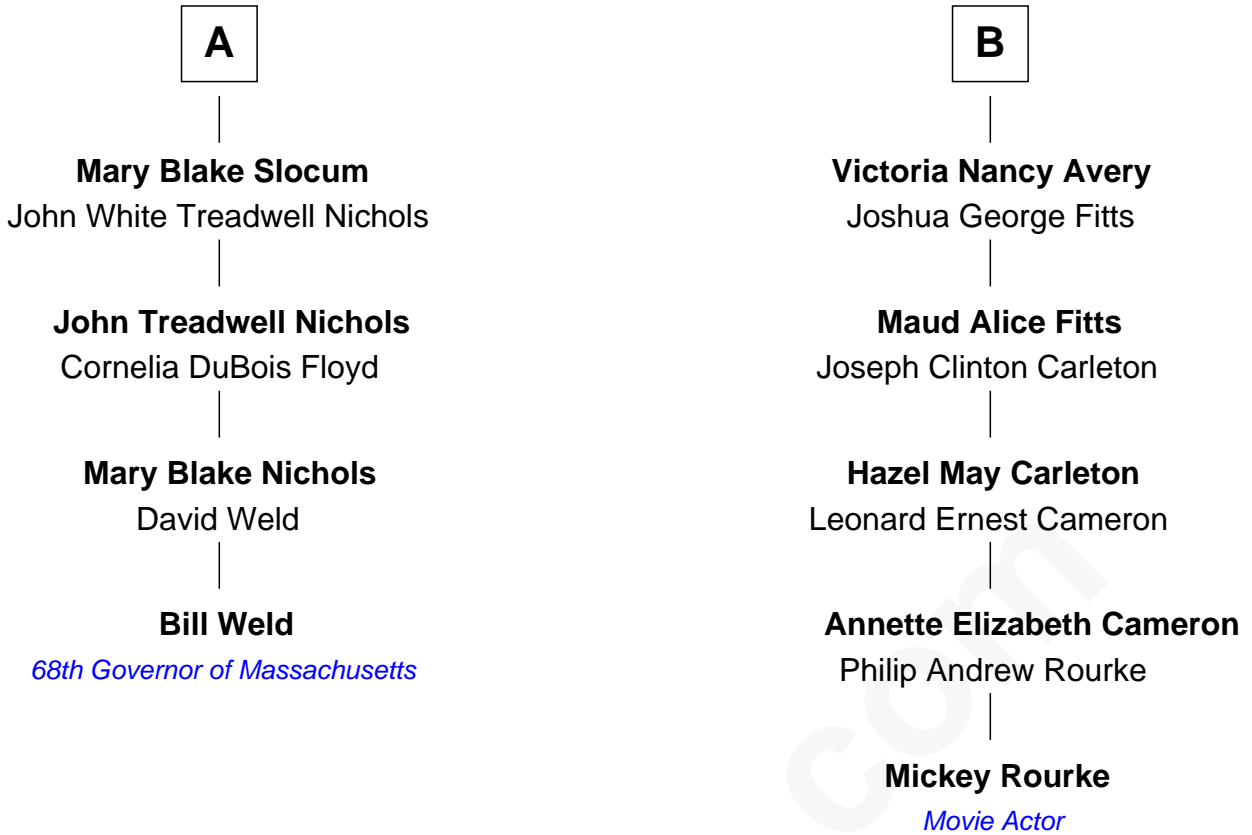 A
Mary Blake Slocum
John White Treadwell Nichols
John Treadwell Nichols
Cornelia DuBois Floyd
Mary Blake Nichols
David Weld
Bill Weld
68th Governor of Massachusetts
B
Victoria Nancy Avery
Joshua George Fitts
Maud Alice Fitts
Joseph Clinton Carleton
Hazel May Carleton
Leonard Ernest Cameron
Annette Elizabeth Cameron
Philip Andrew Rourke
Mickey Rourke
Movie Actor
com